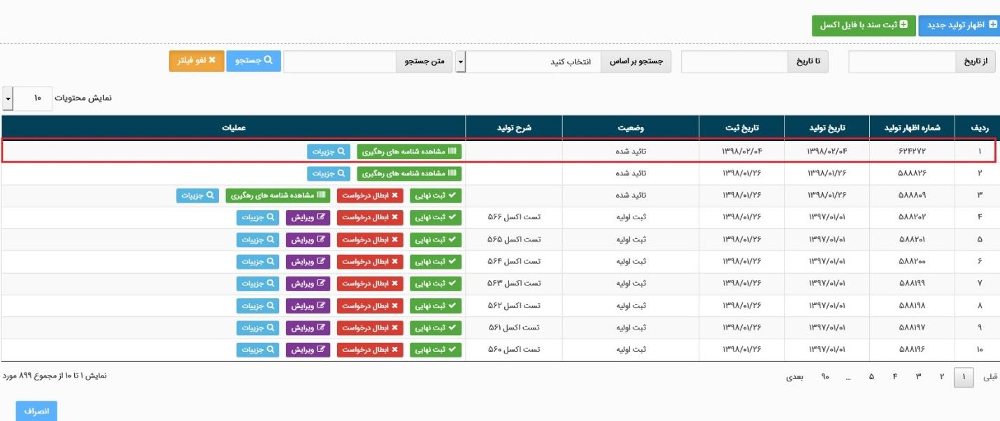 اظهار تولید جدید ثبت سند با فایل اکسل
از تاریخ تا تاریخ جستجو بر اساس انتخاب کنید متن جستجو جستجو لغو فیلتر
نمایش محتویات ۱۰
ردیف شماره اظهار تولید تاریخ تولید تاریخ ثبت وضعیت شرح تولید عملیات
۱ ۶۲۴۲۷۲ ۱۳۹۸/۰۲/۰۴ ۱۳۹۸/۰۲/۰۴ تائید شده مشاهده شناسه های رهگیری جزییات
۲ ۵۸۸۸۲۶ ۱۳۹۸/۰۱/۲۶ ۱۳۹۸/۰۱/۲۶ تائید شده مشاهده شناسه های رهگیری جزییات
۳ ۵۸۸۸۰۹ ۱۳۹۸/۰۱/۲۶ ۱۳۹۸/۰۱/۲۶ تائید شده ثبت نهایی ابطال درخواست مشاهده شناسه های رهگیری جزییات
۴ ۵۸۸۲۰۲ ۱۳۹۷/۰۱/۰۱ ۱۳۹۸/۰۱/۲۶ ثبت اولیه تست اکسل ۵۶۶ ثبت نهایی ابطال درخواست ویرایش جزییات
۵ ۵۸۸۲۰۱ ۱۳۹۷/۰۱/۰۱ ۱۳۹۸/۰۱/۲۶ ثبت اولیه تست اکسل ۵۶۵ ثبت نهایی ابطال درخواست ویرایش جزییات
۶ ۵۸۸۲۰۰ ۱۳۹۷/۰۱/۰۱ ۱۳۹۸/۰۱/۲۶ ثبت اولیه تست اکسل ۵۶۴ ثبت نهایی ابطال درخواست ویرایش جزییات
۷ ۵۸۸۱۹۹ ۱۳۹۷/۰۱/۰۱ ۱۳۹۸/۰۱/۲۶ ثبت اولیه تست اکسل ۵۶۳ ثبت نهایی ابطال درخواست ویرایش جزییات
۸ ۵۸۸۱۹۸ ۱۳۹۷/۰۱/۰۱ ۱۳۹۸/۰۱/۲۶ ثبت اولیه تست اکسل ۵۶۲ ثبت نهایی ابطال درخواست ویرایش جزییات
۹ ۵۸۸۱۹۷ ۱۳۹۷/۰۱/۰۱ ۱۳۹۸/۰۱/۲۶ ثبت اولیه تست اکسل ۵۶۱ ثبت نهایی ابطال درخواست ویرایش جزییات
۱۰ ۵۸۸۱۹۶ ۱۳۹۷/۰۱/۰۱ ۱۳۹۸/۰۱/۲۶ ثبت اولیه تست اکسل ۵۶۰ ثبت نهایی ابطال درخواست ویرایش جزییات
قبلی ۱ ۲ ۳ ۴ ۵ … ۹۰ بعدی نمایش ۱ تا ۱۰ از مجموع ۸۹۹ مورد
انصراف